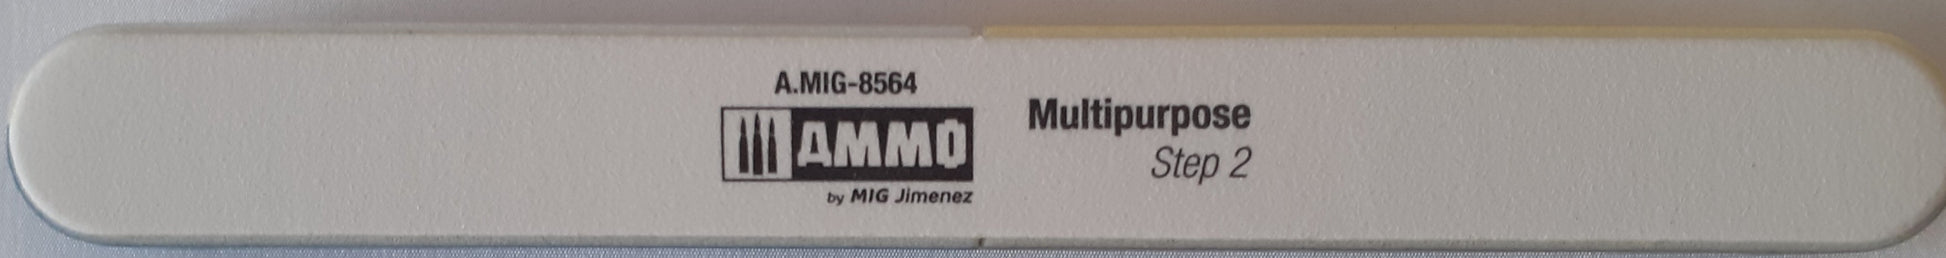 A.MIG-8564
AMMO
by MIG Jimenez
Multipurpose
Step 2